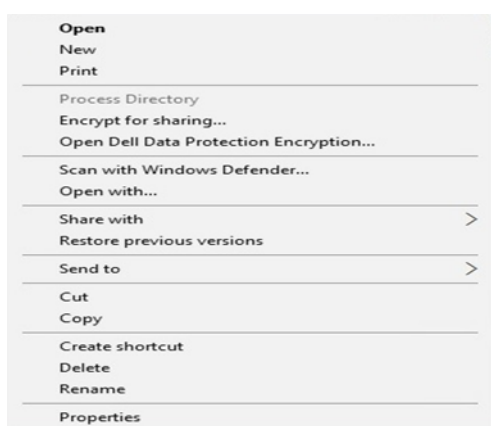 Open
New
Print
Process Directory
Encrypt for sharing...
Open Dell Data Protection Encryption...
Scan with Windows Defender...
Open with...
Share with
Restore previous versions
Send to
Cut
Copy
Create shortcut
Delete
Rename
Properties